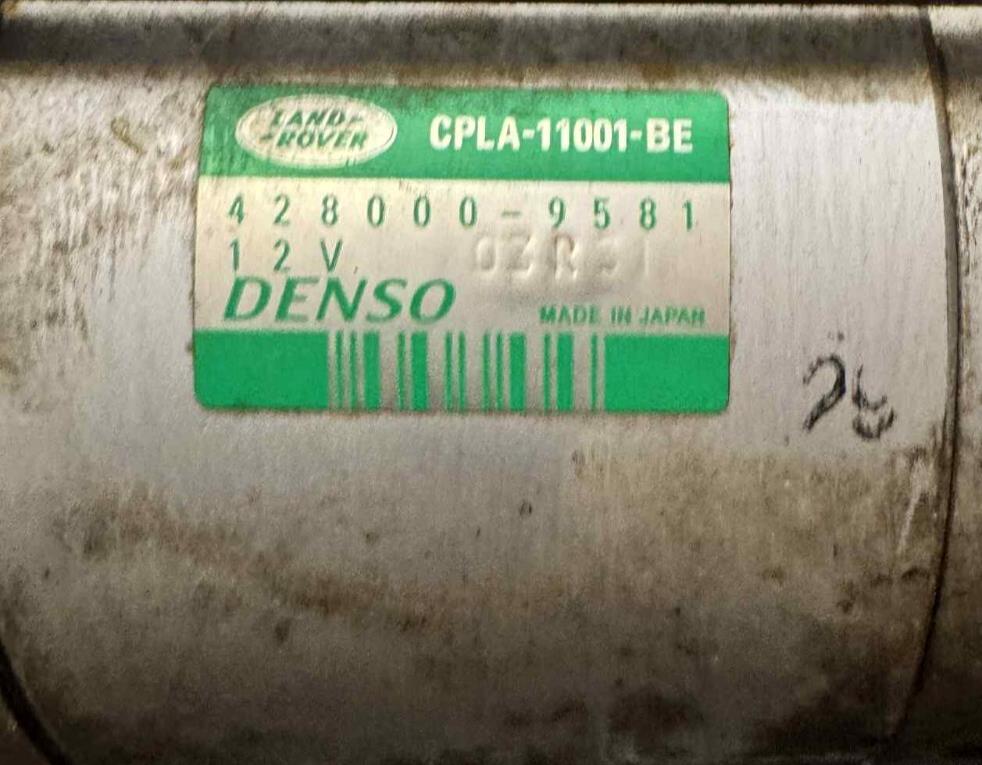 LAND-
-ROVER
CPLA-11001-BE
428000-9581
12V
DENSO
MADE IN JAPAN